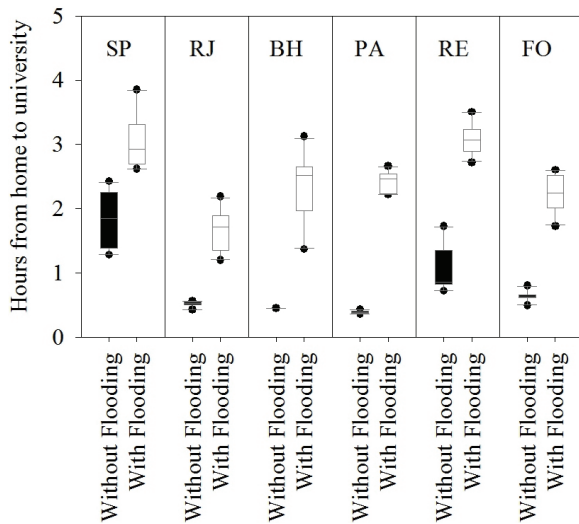 Hours from home to university
5
4
3
2
1
0
SP
RJ
BH
PA
RE
FO
Without Flooding
With Flooding
Without Flooding
With Flooding
Without Flooding
With Flooding
Without Flooding
With Flooding
Without Flooding
With Flooding
Without Flooding
With Flooding